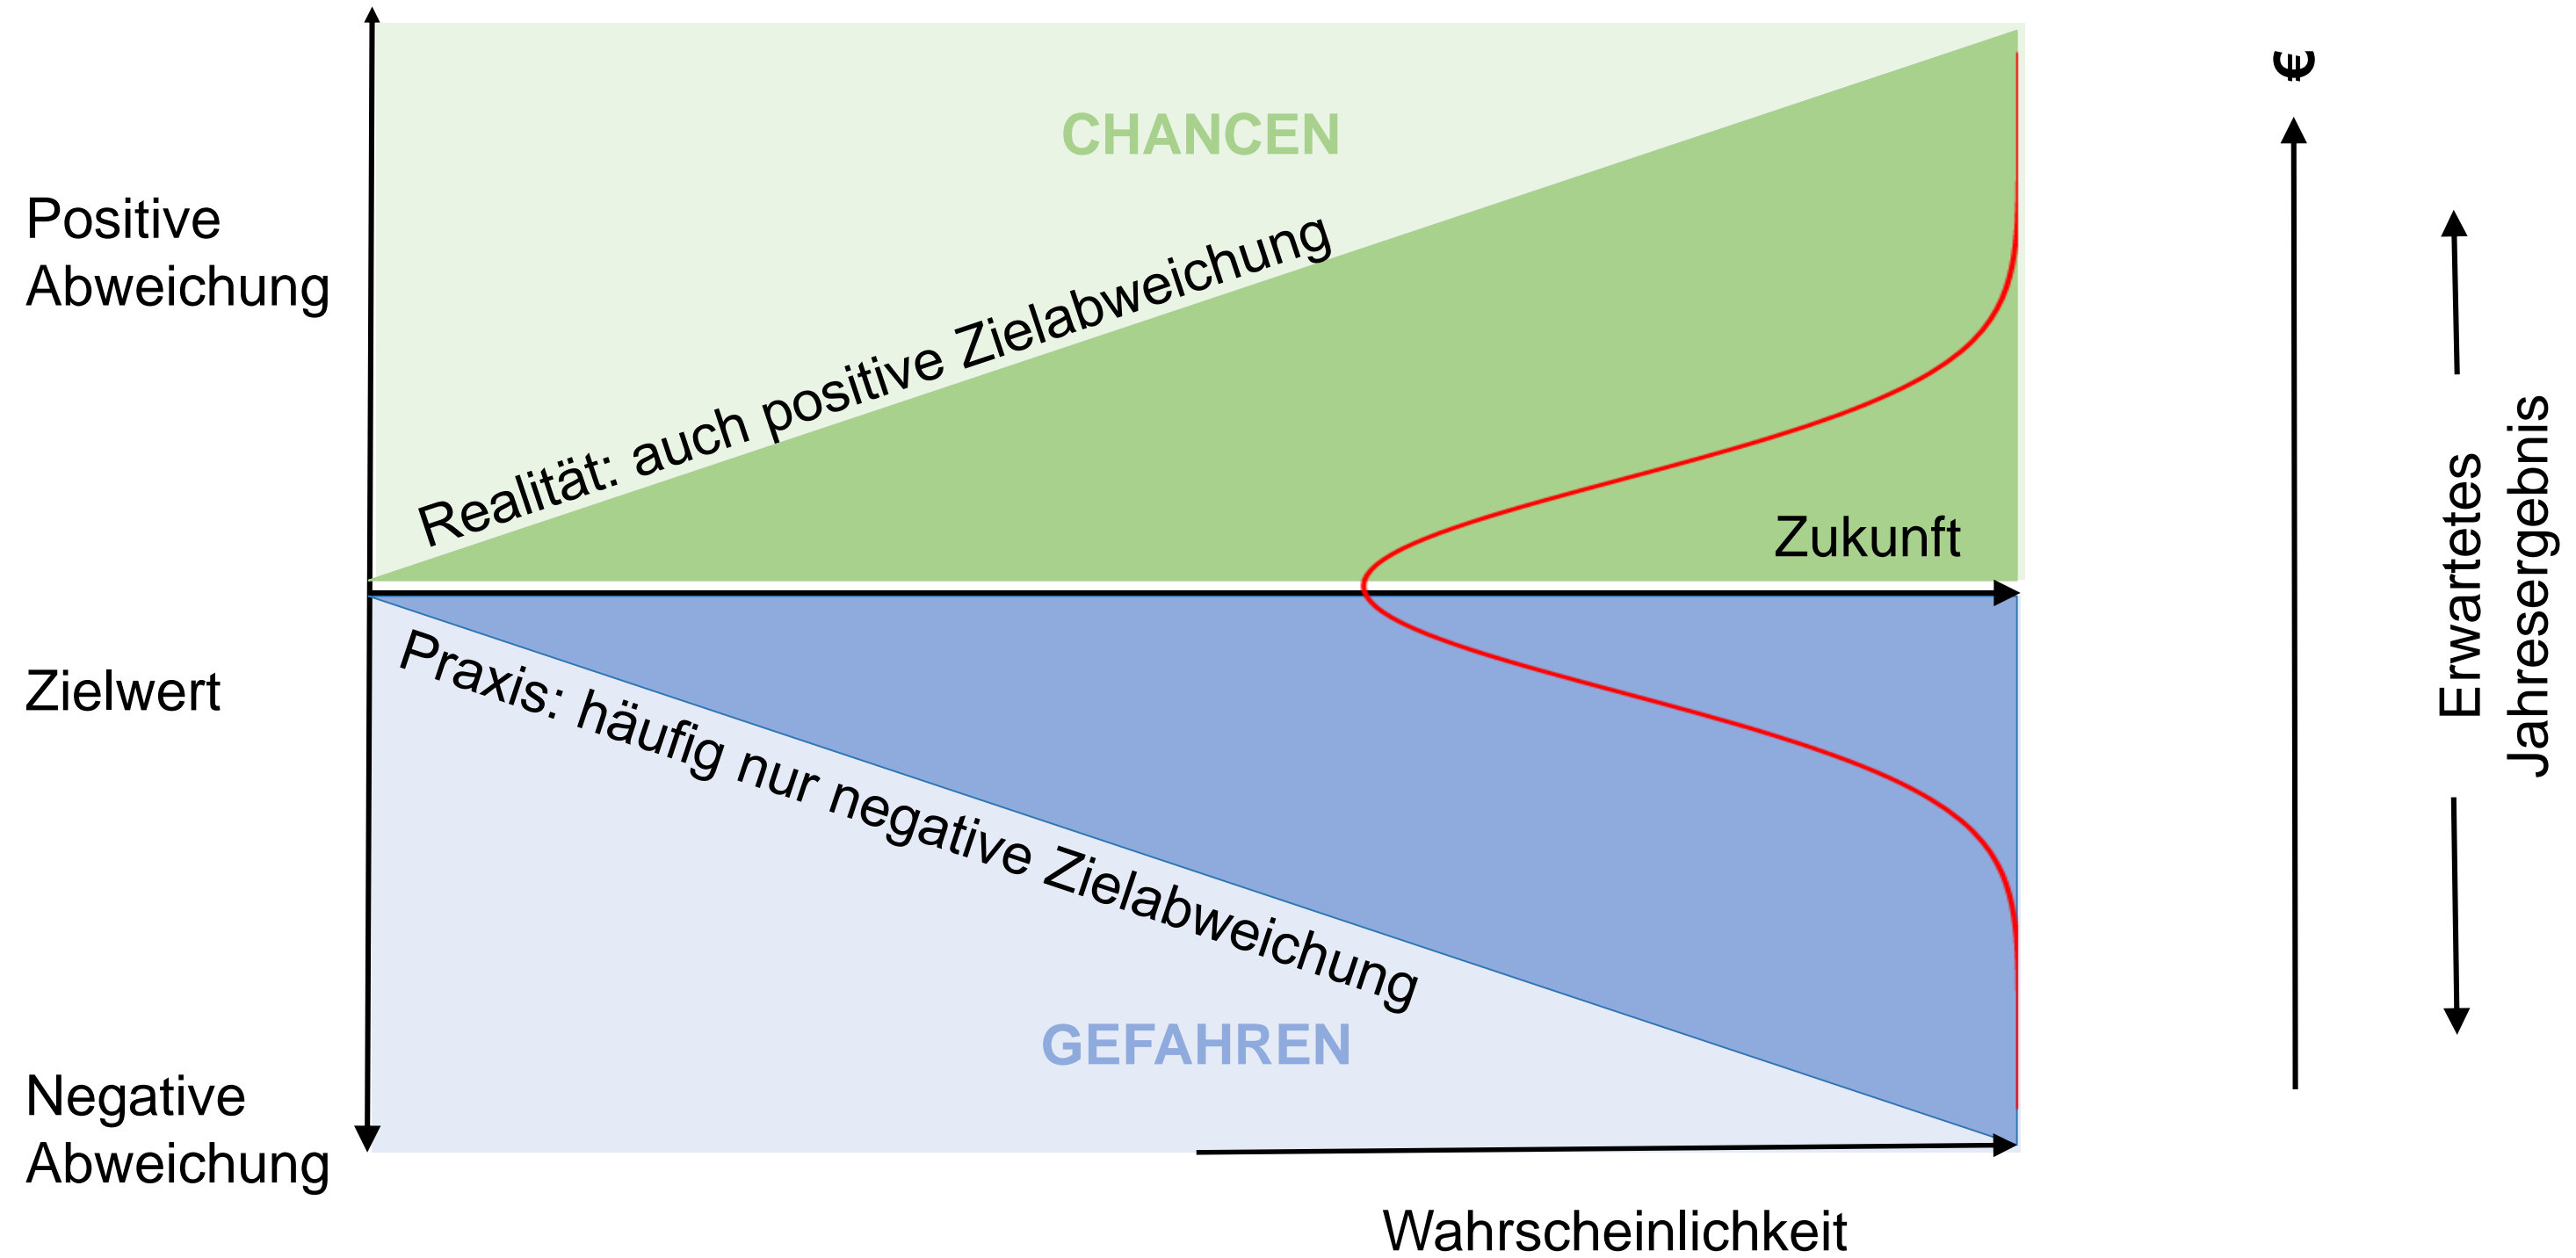 Positive
Abweichung
Zielwert
Negative
Abweichung
CHANCEN
Realität: auch positive Zielabweichung
Zukunft
Praxis: häufig nur negative Zielabweichung
GEFAHREN
Wahrscheinlichkeit
€
Erwartetes
Jahresergebnis